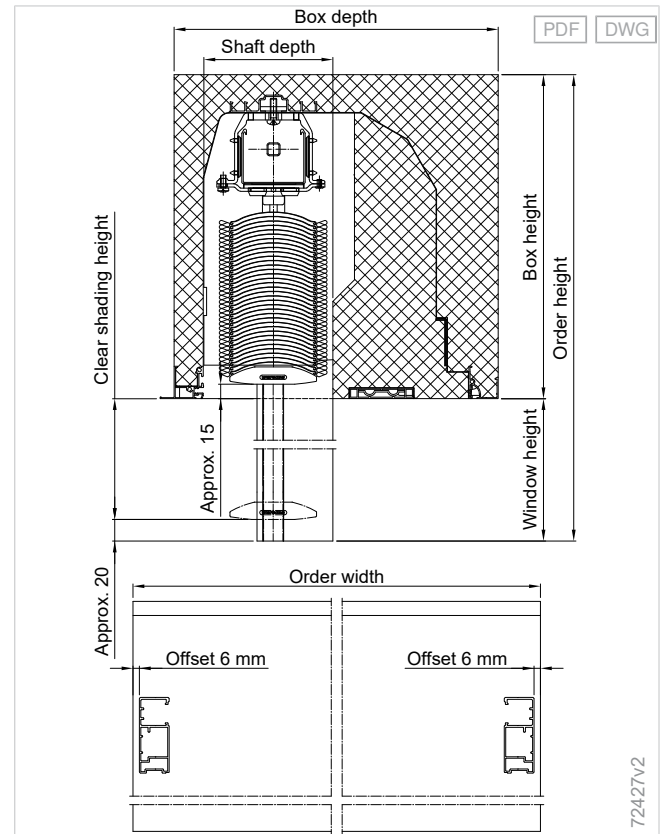 Box depth
PDF
DWG
Shaft depth
Clear shading height
Box height
Order height
Approx. 15
Window height
Approx. 20
Order width
Offset 6 mm
Offset 6 mm
72427v2